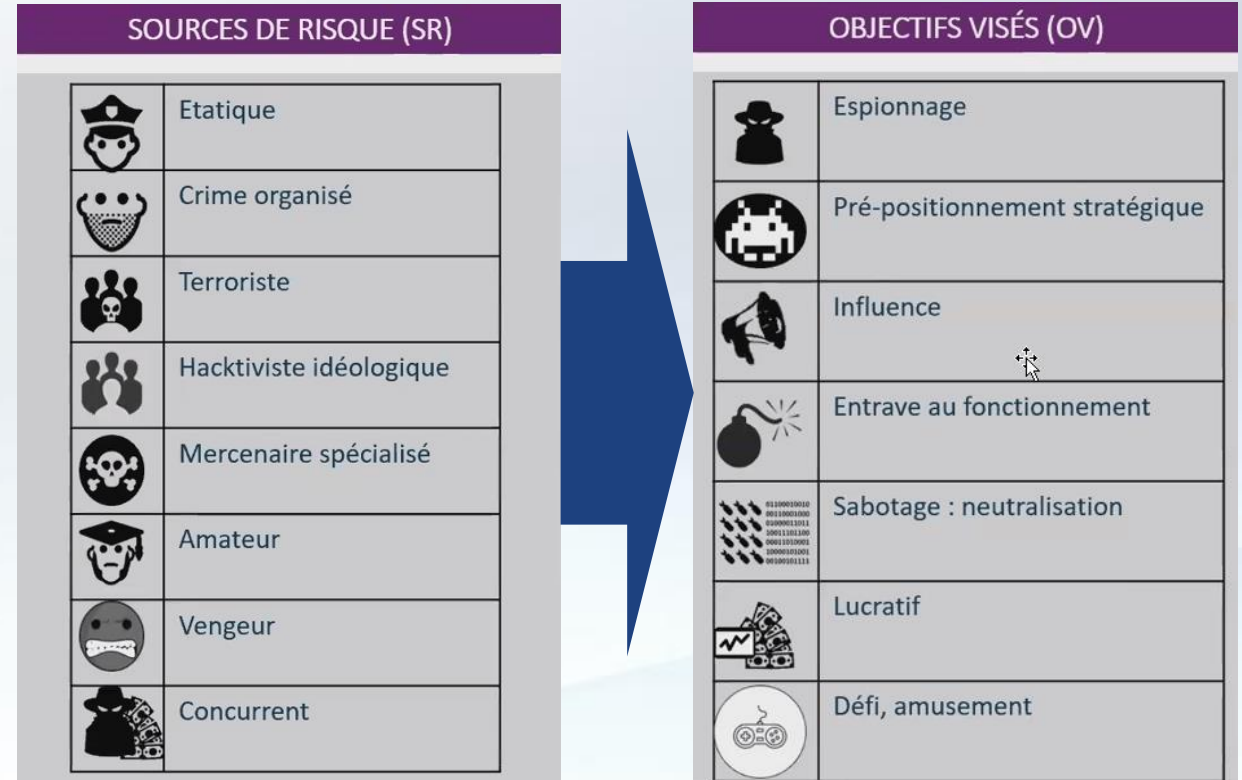 SOURCES DE RISQUE (SR)
Etatique
Crime organisé
Terroriste
Hacktiviste idéologique
Mercenaire spécialisé
Amateur
Vengeur
Concurrent
OBJECTIFS VISÉS (OV)
Espionnage
Pré-positionnement stratégique
Influence
Entrave au fonctionnement
Sabotage : neutralisation
Lucratif
Défi, amusement